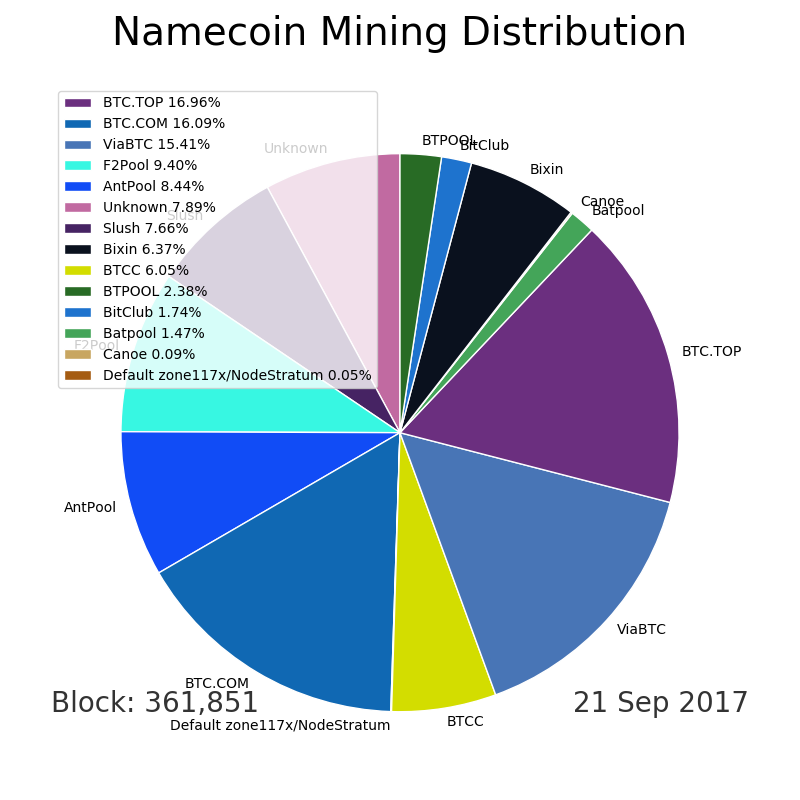 Namecoin Mining Distribution
BTC.TOP 16.96%
BTC.COM 16.09%
ViaBTC 15.41%
F2Pool 9.40%
AntPool 8.44%
Unknown 7.89%
Slush 7.66%
Bixin 6.37%
BTCC 6.05%
BTPOOL 2.38%
BitClub 1.74%
Batpool 1.47%
Canoe 0.09%
Default zone117x/NodeStratum 0.05%
Unknown
BTPOOL
BitClub
Bixin
Canoe
Batpool
Slush
F2Pool
BTC.TOP
AntPool
ViaBTC
BTC.COM
Default zone117x/NodeStratum
BTCC
Block: 361,851
21 Sep 2017